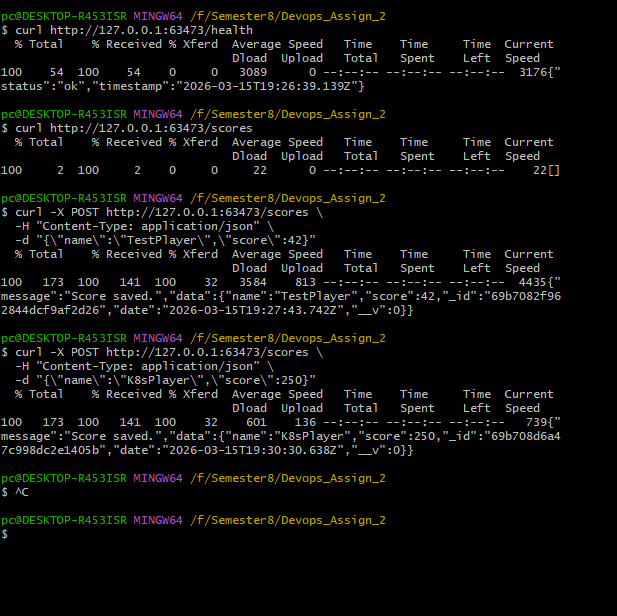 pc@DESKTOP-R453ISR MINGW64 /f/Semester8/Devops_Assign_2
$ curl http://127.0.0.1:63473/health
  % Total    % Received % Xferd  Average Speed   Time    Time     Time  Current
                                 Dload  Upload   Total   Spent    Left  Speed
100    54  100    54    0     0   3089      0 --:--:-- --:--:-- --:--:--  3176{"
status":"ok","timestamp":"2026-03-15T19:26:39.139Z"}

pc@DESKTOP-R453ISR MINGW64 /f/Semester8/Devops_Assign_2
$ curl http://127.0.0.1:63473/scores
  % Total    % Received % Xferd  Average Speed   Time    Time     Time  Current
                                 Dload  Upload   Total   Spent    Left  Speed
100     2  100     2    0     0     22      0 --:--:-- --:--:-- --:--:--    22[]

pc@DESKTOP-R453ISR MINGW64 /f/Semester8/Devops_Assign_2
$ curl -X POST http://127.0.0.1:63473/scores \
  -H "Content-Type: application/json" \
  -d "{\"name\":\"TestPlayer\",\"score\":42}"
  % Total    % Received % Xferd  Average Speed   Time    Time     Time  Current
                                 Dload  Upload   Total   Spent    Left  Speed
100   173  100   141  100    32   3584    813 --:--:-- --:--:-- --:--:--  4435{"
message":"Score saved.","data":{"name":"TestPlayer","score":42,"_id":"69b7082f96
2844dcf9af2d26","date":"2026-03-15T19:27:43.742Z","__v":0}}

pc@DESKTOP-R453ISR MINGW64 /f/Semester8/Devops_Assign_2
$ curl -X POST http://127.0.0.1:63473/scores \
  -H "Content-Type: application/json" \
  -d "{\"name\":\"K8sPlayer\",\"score\":250}"
  % Total    % Received % Xferd  Average Speed   Time    Time     Time  Current
                                 Dload  Upload   Total   Spent    Left  Speed
100   173  100   141  100    32    601    136 --:--:-- --:--:-- --:--:--   739{"
message":"Score saved.","data":{"name":"K8sPlayer","score":250,"_id":"69b708d6a4
7c998dc2e1405b","date":"2026-03-15T19:30:30.638Z","__v":0}}

pc@DESKTOP-R453ISR MINGW64 /f/Semester8/Devops_Assign_2
$ ^C

pc@DESKTOP-R453ISR MINGW64 /f/Semester8/Devops_Assign_2
$